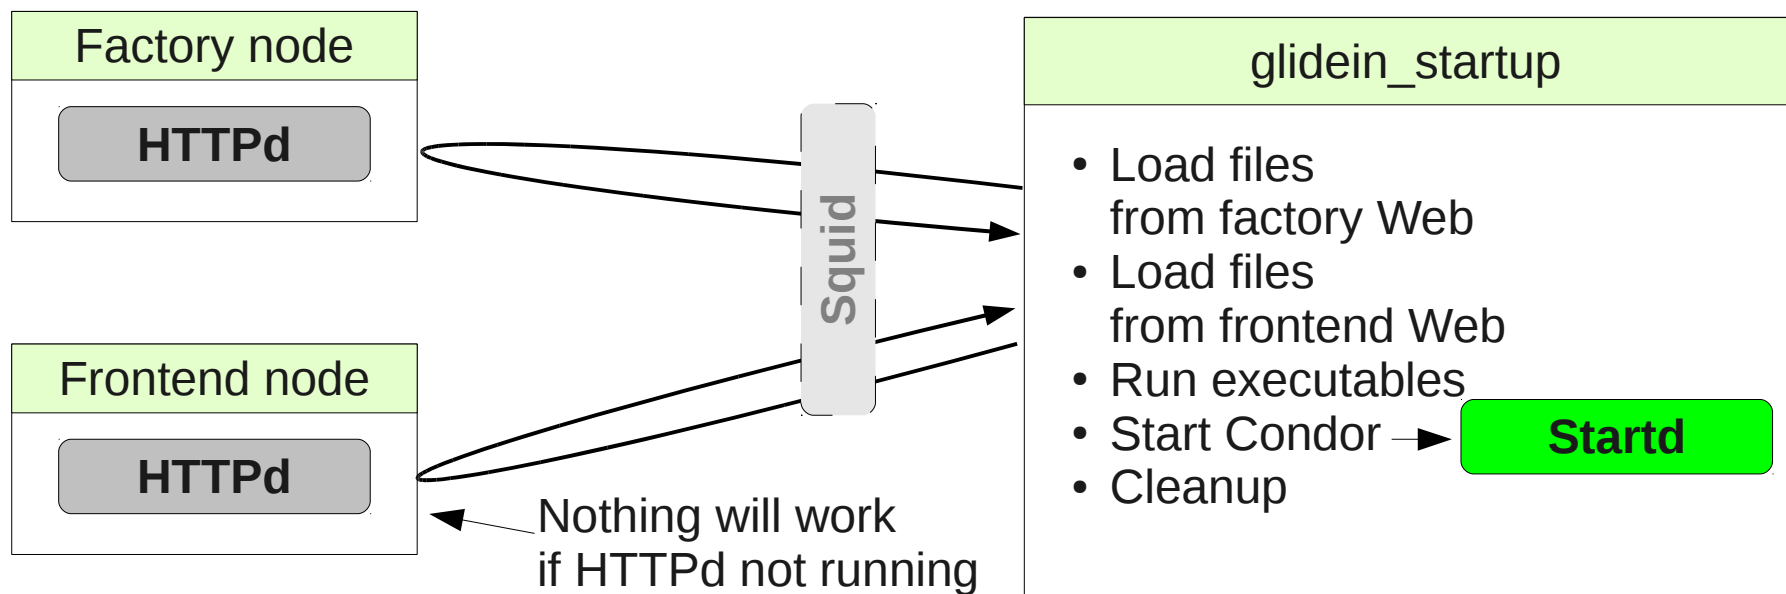 Factory node
HTTPd
Frontend node
HTTPd
Nothing will work
if HTTPd not running
Squid
glidein_startup
• Load files
from factory Web
• Load files
from frontend Web
• Run executables
• Start Condor
Startd
• Cleanup